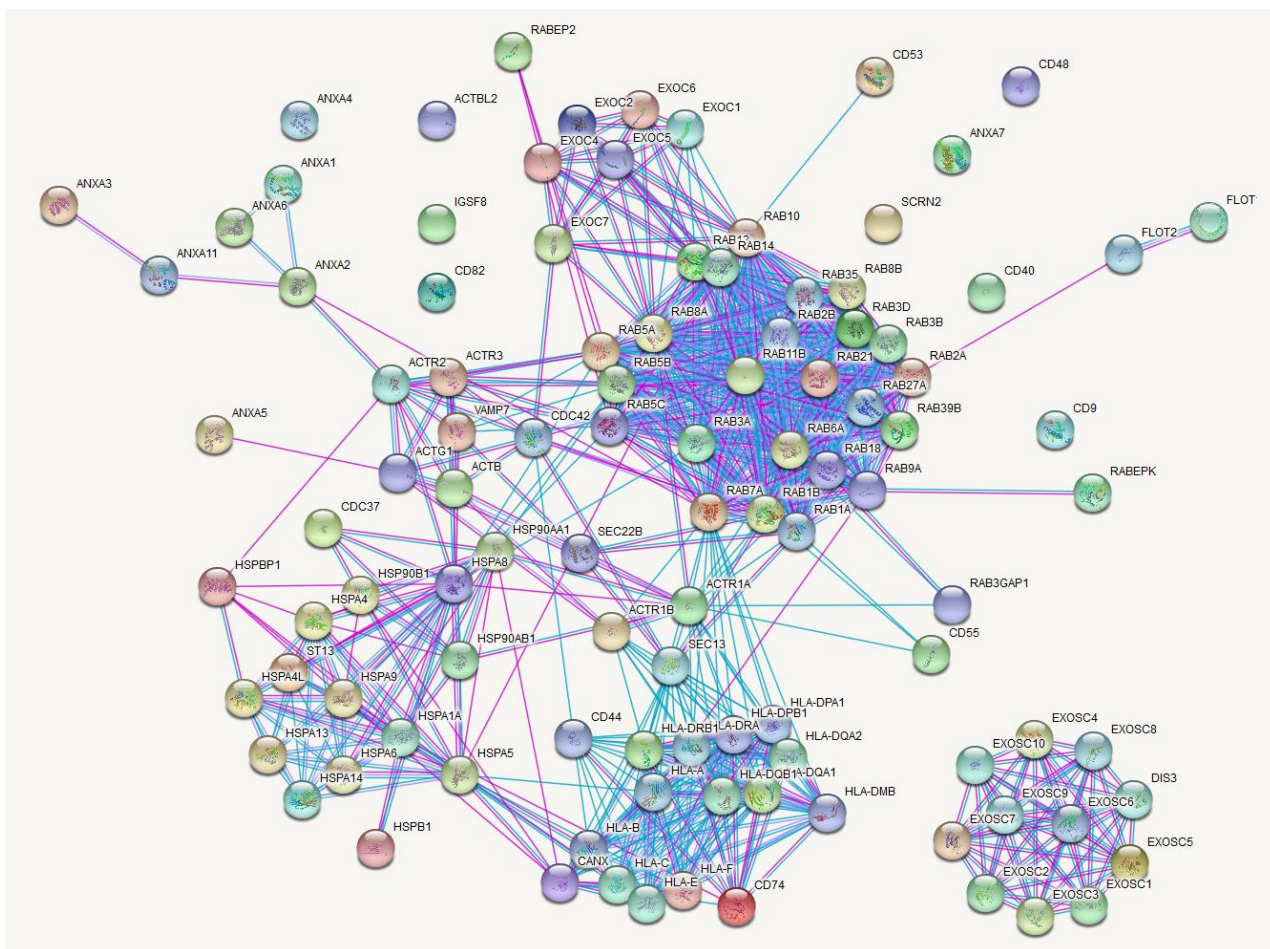 RABEP2
CD53
CD48
EXOC6
EXOC2
EXOC1
ANXA4
ACTBL2
EXOC4
EXOC5
ANXA7
ANXA1
ANXA3
ANXA6
IGSF8
SCRN2
FLOT
RAB10
EXOC7
FLOT2
RAB14
ANXA11
ANXA2
CD82
RAB35
RAB8B
CD40
RAB3D
RAB8A
RAB2B
RAB3B
RAB5A
ACTR3
RAB11B
RAB21
RAB2A
ACTR2
RAB5B
RAB27A
ANXA5
VAMP7
CDC42
RAB5C
RAB39B
CD9
RAB3A
RAB6A
ACTG1
RAB18
ACTB
RAB9A
RABEPK
RAB7A
RAB1B
CDC37
RAB1A
HSP90AA1
SEC22B
HSPBP1
HSP90B1
HSPA8
RAB3GAP1
HSPA4
ACTR1A
ACTR1B
HSP90AB1
CD55
ST13
SEC13
HSPA4L
HSPA9
HLA-DPA1
HLA-DPB1
HSPA1A
CD44
HLA-DRB1
LA-DRA
HLA-DQA2
HSPA13
HSPA6
HSPA5
HLA-A
HLA-DQB1
DQA1
HSPA14
HLA-DMB
HSPB1
HLA-B
CANX
HLA-C
HLA-F
HLA-E
CD74
EXOSC4
EXOSC8
EXOSC10
DIS3
EXOSC9
EXOSC6
EXOSC7
EXOSC5
EXOSC2
EXOSC1
EXOSC3